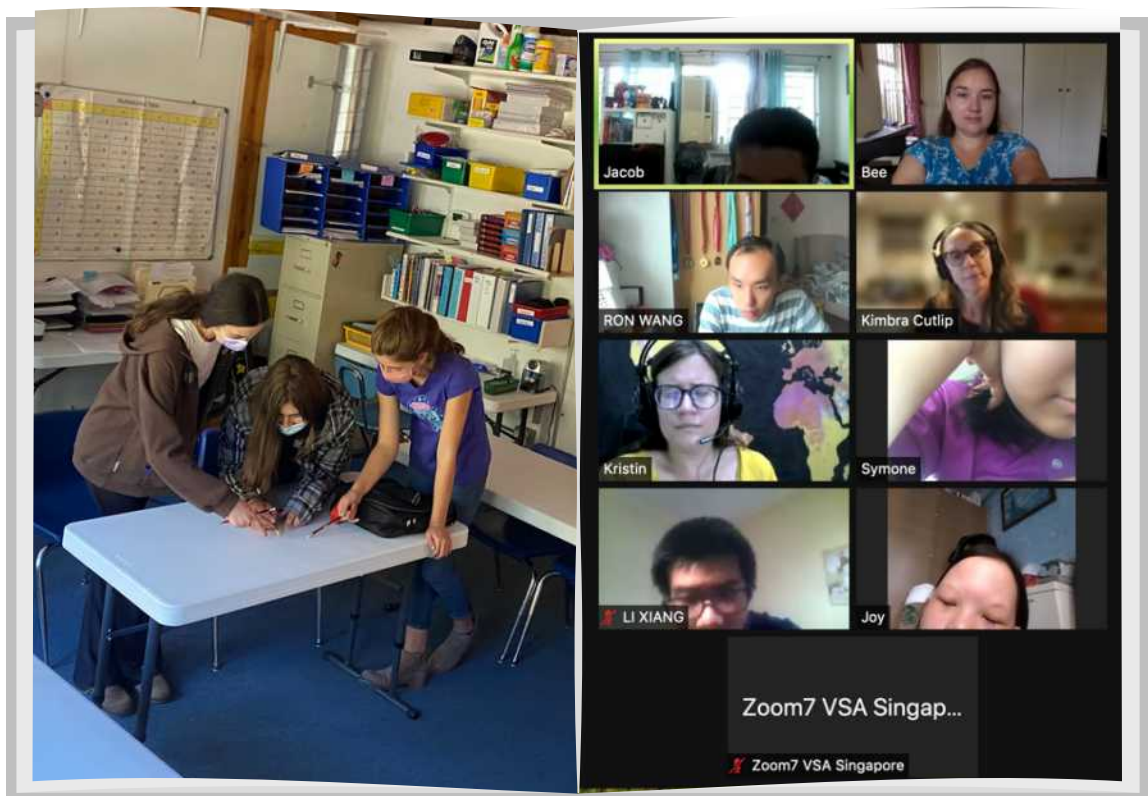 Jacob
Bee
RON WANG
Kimbra Cutlip
Kristin
Symone
LI XIANG
Joy
Zoom7 VSA Singap...
Zoom7 VSA Singapore